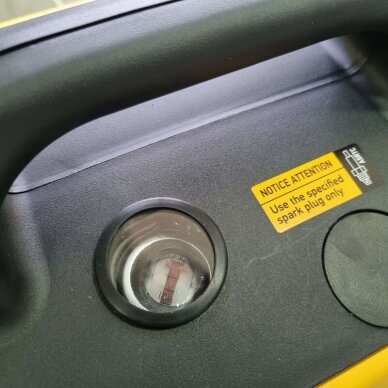 NOTICE ATTENTION
Use the specified
spark plug only